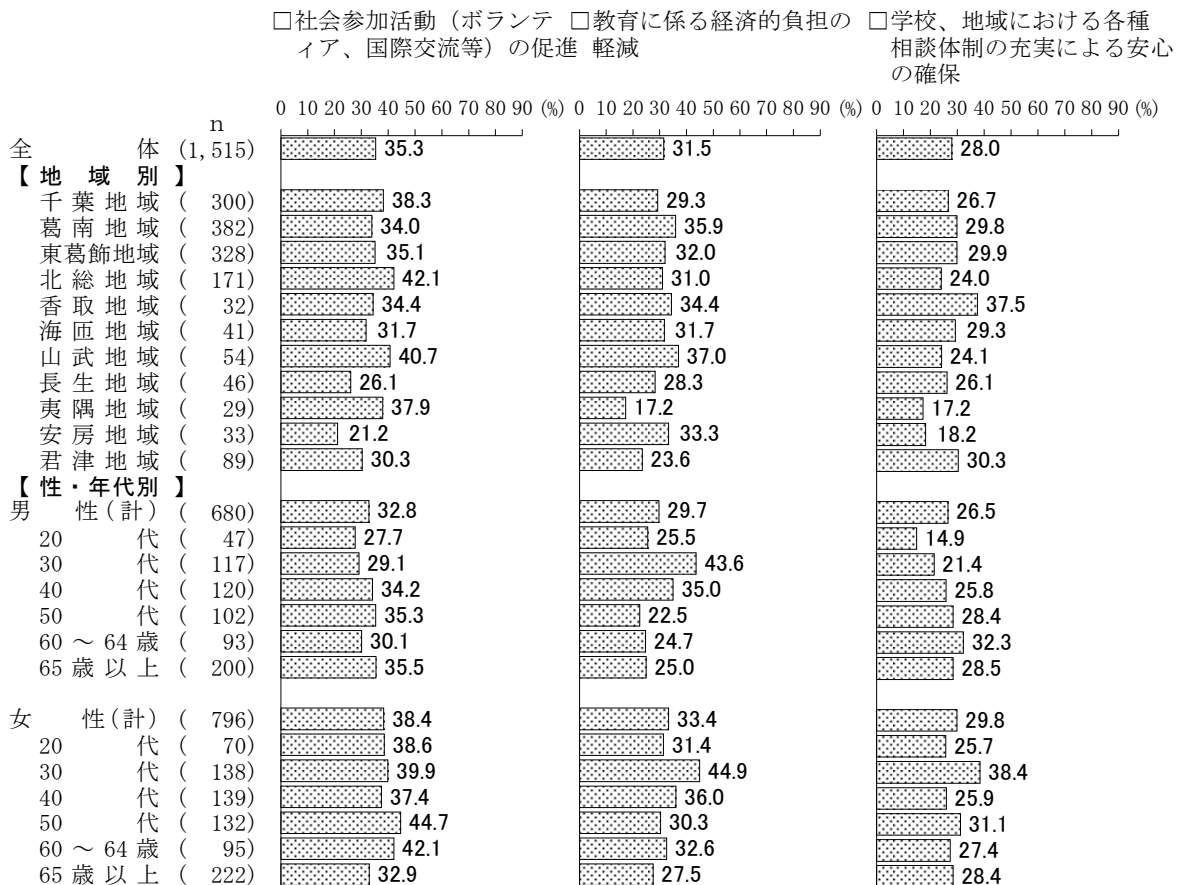 □社会参加活動（ボランテ □教育に係る経済的負担の □学校、地域における各種
ィア、国際交流等）の促進 軽減 相談体制の充実による安心
の確保
0 10 20 30 40 50 60 70 80 90 (%) 0 10 20 30 40 50 60 70 80 90 (%) 0 10 20 30 40 50 60 70 80 90 (%)
n
全 体 (1,515) 35.3 31.5 28.0
【 地 域 別 】
千 葉 地 域 ( 300) 38.3 29.3 26.7
葛 南 地 域 ( 382) 34.0 35.9 29.8
東葛飾地域 ( 328) 35.1 32.0 29.9
北 総 地 域 ( 171) 42.1 31.0 24.0
香 取 地 域 ( 32) 34.4 34.4 37.5
海 匝 地 域 ( 41) 31.7 31.7 29.3
山 武 地 域 ( 54) 40.7 37.0 24.1
長 生 地 域 ( 46) 26.1 28.3 26.1
夷 隅 地 域 ( 29) 37.9 17.2 17.2
安 房 地 域 ( 33) 21.2 33.3 18.2
君 津 地 域 ( 89) 30.3 23.6 30.3
【 性・年代別 】
男 性(計) ( 680) 32.8 29.7 26.5
20 代 ( 47) 27.7 25.5 14.9
30 代 ( 117) 29.1 43.6 21.4
40 代 ( 120) 34.2 35.0 25.8
50 代 ( 102) 35.3 22.5 28.4
60 ～ 64 歳 ( 93) 30.1 24.7 32.3
65 歳 以 上 ( 200) 35.5 25.0 28.5
女 性(計) ( 796) 38.4 33.4 29.8
20 代 ( 70) 38.6 31.4 25.7
30 代 ( 138) 39.9 44.9 38.4
40 代 ( 139) 37.4 36.0 25.9
50 代 ( 132) 44.7 30.3 31.1
60 ～ 64 歳 ( 95) 42.1 32.6 27.4
65 歳 以 上 ( 222) 32.9 27.5 28.4